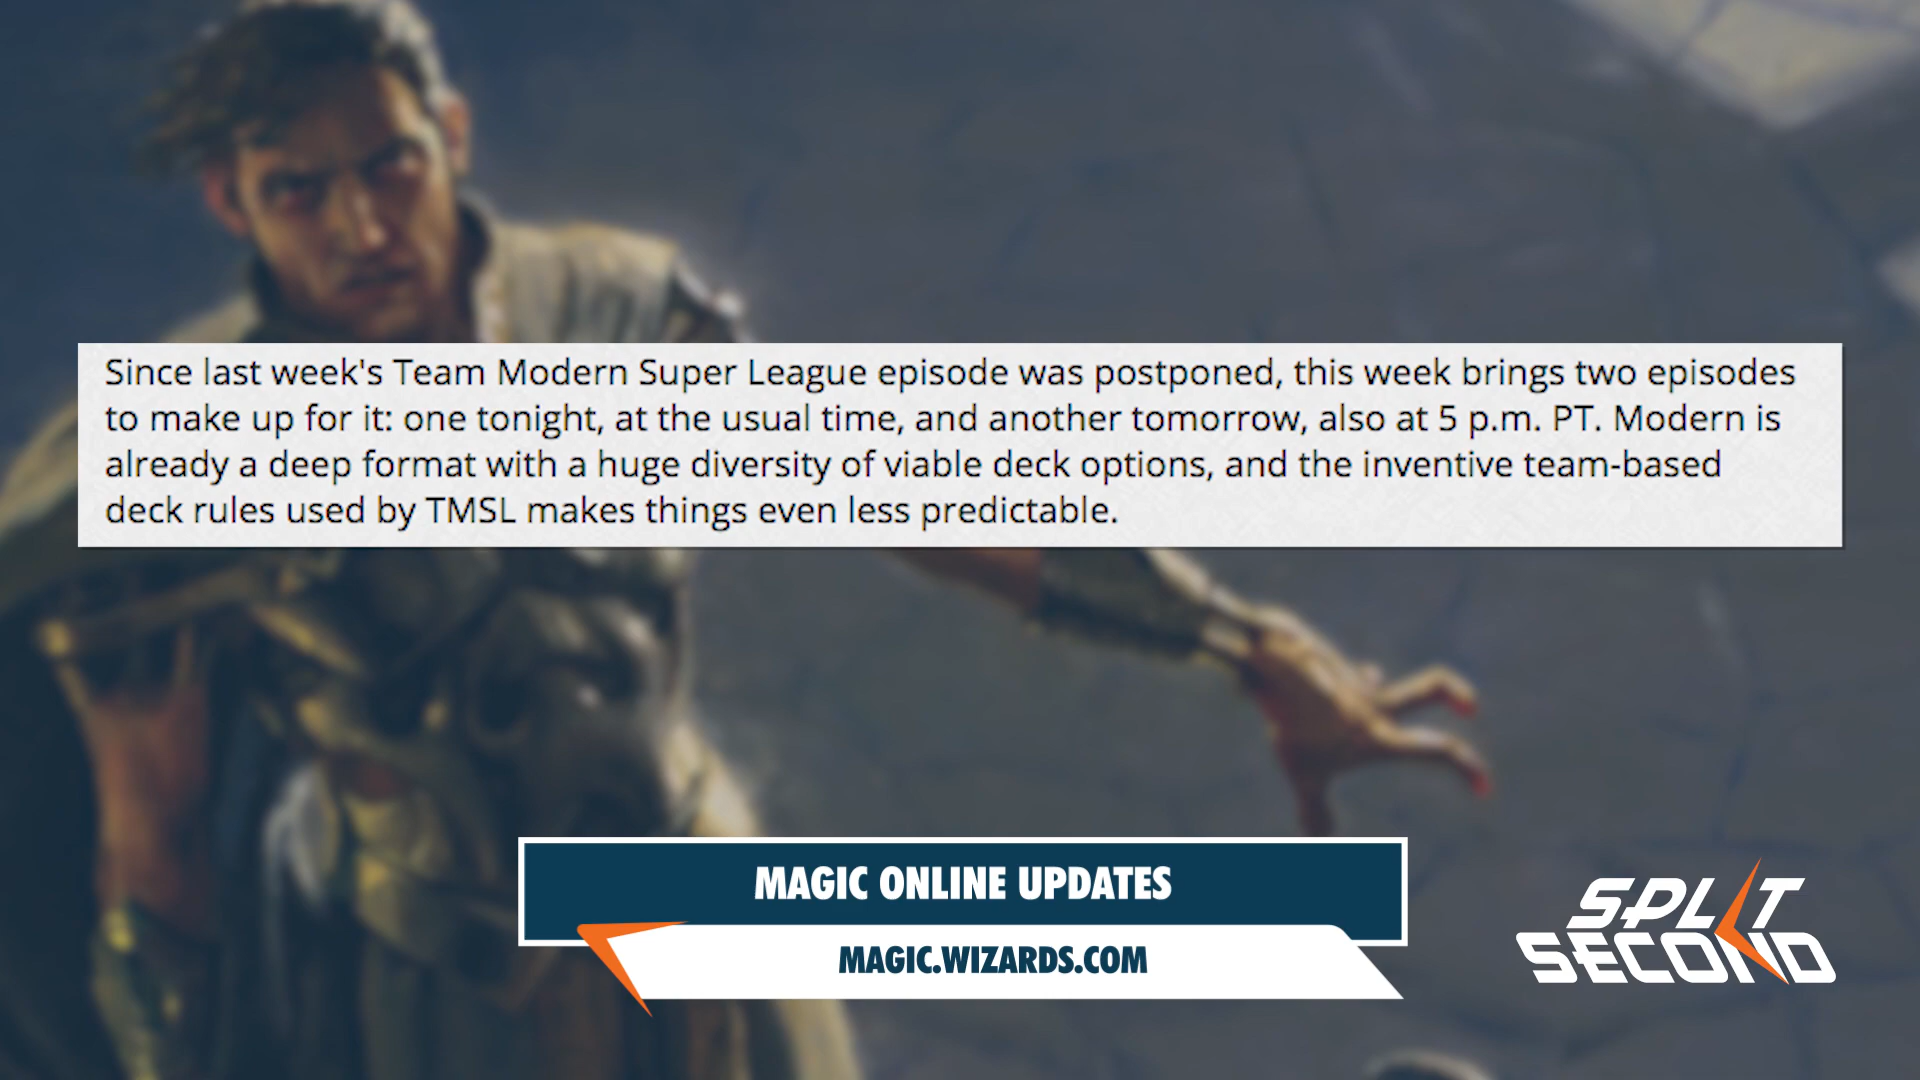 Since last week's Team Modern Super League episode was postponed, this week brings two episodes
to make up for it: one tonight, at the usual time, and another tomorrow, also at 5 p.m. PT. Modern is
already a deep format with a huge diversity of viable deck options, and the inventive team-based
deck rules used by TMSL makes things even less predictable.
MAGIC ONLINE UPDATES
MAGIC.WIZARDS.COM
SPLIT
SECOND